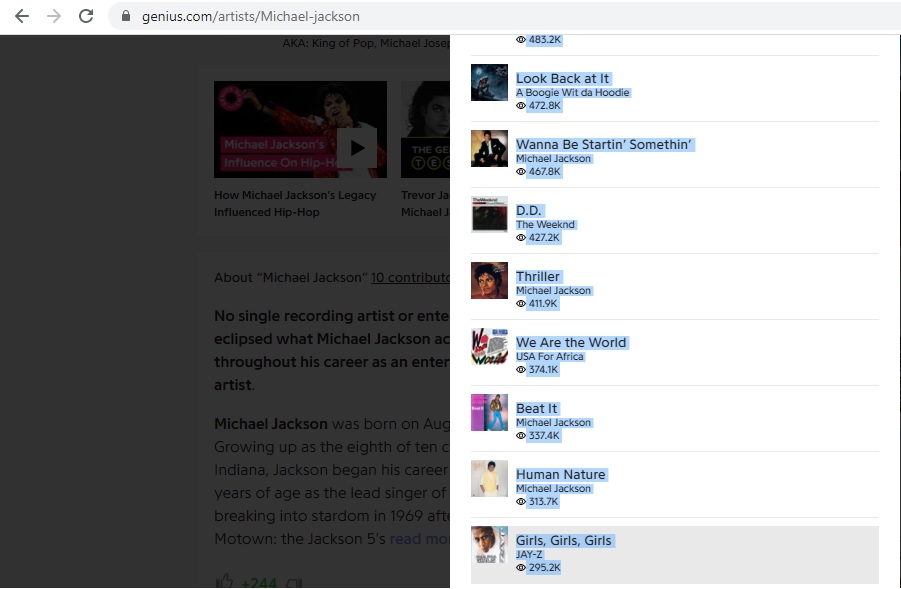 genius.com/artists/Michael-jackson
AKA: King of Pop, Michael Josep
Michael Jackson's
Influence On Hip-H
THE GE
TES
How Michael Jackson's Legacy
Influenced Hip-Hop
Trevor Ja
Michael J
About “Michael Jackson” 10 contributo
No single recording artist or ente
eclipsed what Michael Jackson ac
throughout his career as an enter
artist.
Michael Jackson was born on Aug
Growing up as the eighth of ten c
Indiana, Jackson began his career
years of age as the lead singer of
breaking into stardom in 1969 afte
Motown: the Jackson 5's read mo
+244
483.2K
Look Back at It
A Boogie Wit da Hoodie
472.8K
Wanna Be Startin’ Somethin’
Michael Jackson
467.8K
TheWeeknd
D.D.
The Weeknd
427.2K
Thriller
Michael Jackson
411.9K
We Are the World
USA For Africa
374.1K
Beat It
Michael Jackson
337.4K
Human Nature
Michael Jackson
313.7K
Girls, Girls, Girls
JAY-Z
295.2K